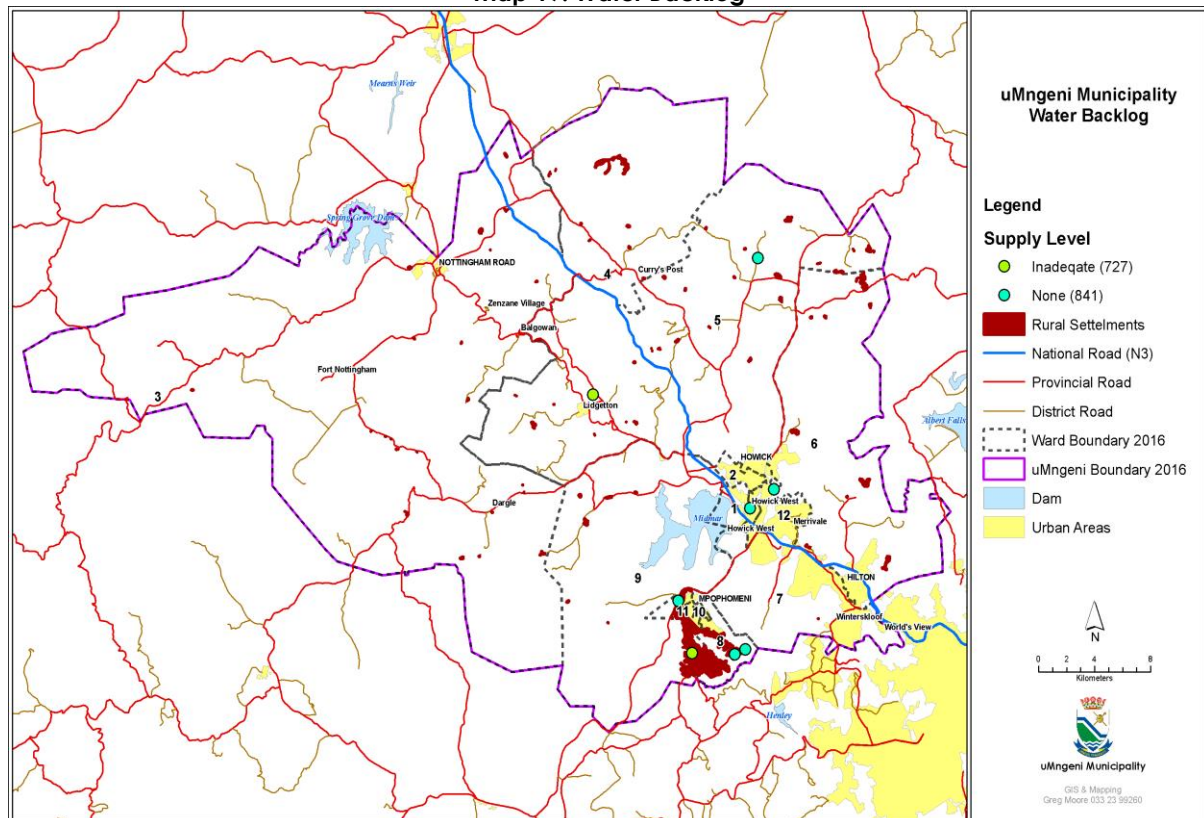 uMngeni Municipality
Water Backlog
Legend
Supply Level
Inadeqate (727)
None (841)
Rural Settelments
National Road (N3)
Provincial Road
District Road
Ward Boundary 2016
uMngeni Boundary 2016
Dam
Urban Areas
N
0 2 4 8
Kilometers
uMngeni Municipality
GIS & Mapping
Greg Moore 033 23 99260
Mearns Weir
Spring Grove Dam
NOTTINGHAM ROAD
4
Curry's Post
Zenzane Village
5
Balgowan
Fort Nottingham
3
Lidgetton
Albert Falls
6
HOWICK
2
Dargle
Howick West
1
Midmar
12
Merrivale
Howick West
9
HILTON
MPOPHOMENI
7
11
10
Winterskloof
World's View
8
Henley